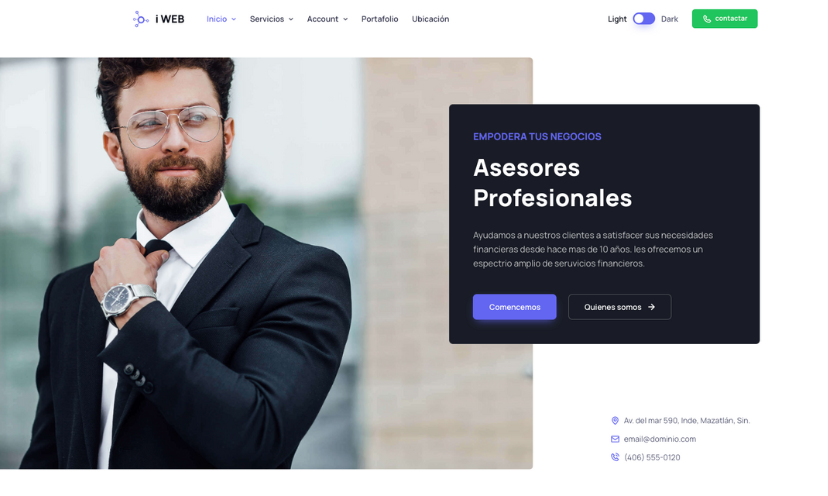 i WEB
Inicio
Servicios
Account
Portafolio
Ubicación
Light
Dark
contactar
EMPODERA TUS NEGOCIOS
Asesores
Profesionales
Ayudamos a nuestros clientes a satisfacer sus necesidades
financieras desde hace mas de 10 años. les ofrecemos un
espectrio amplio de seruvicios financieros.
Comencemos
Quienes somos
Av. del mar 590, Inde, Mazatlán, Sin.
email@dominio.com
(406) 555-0120